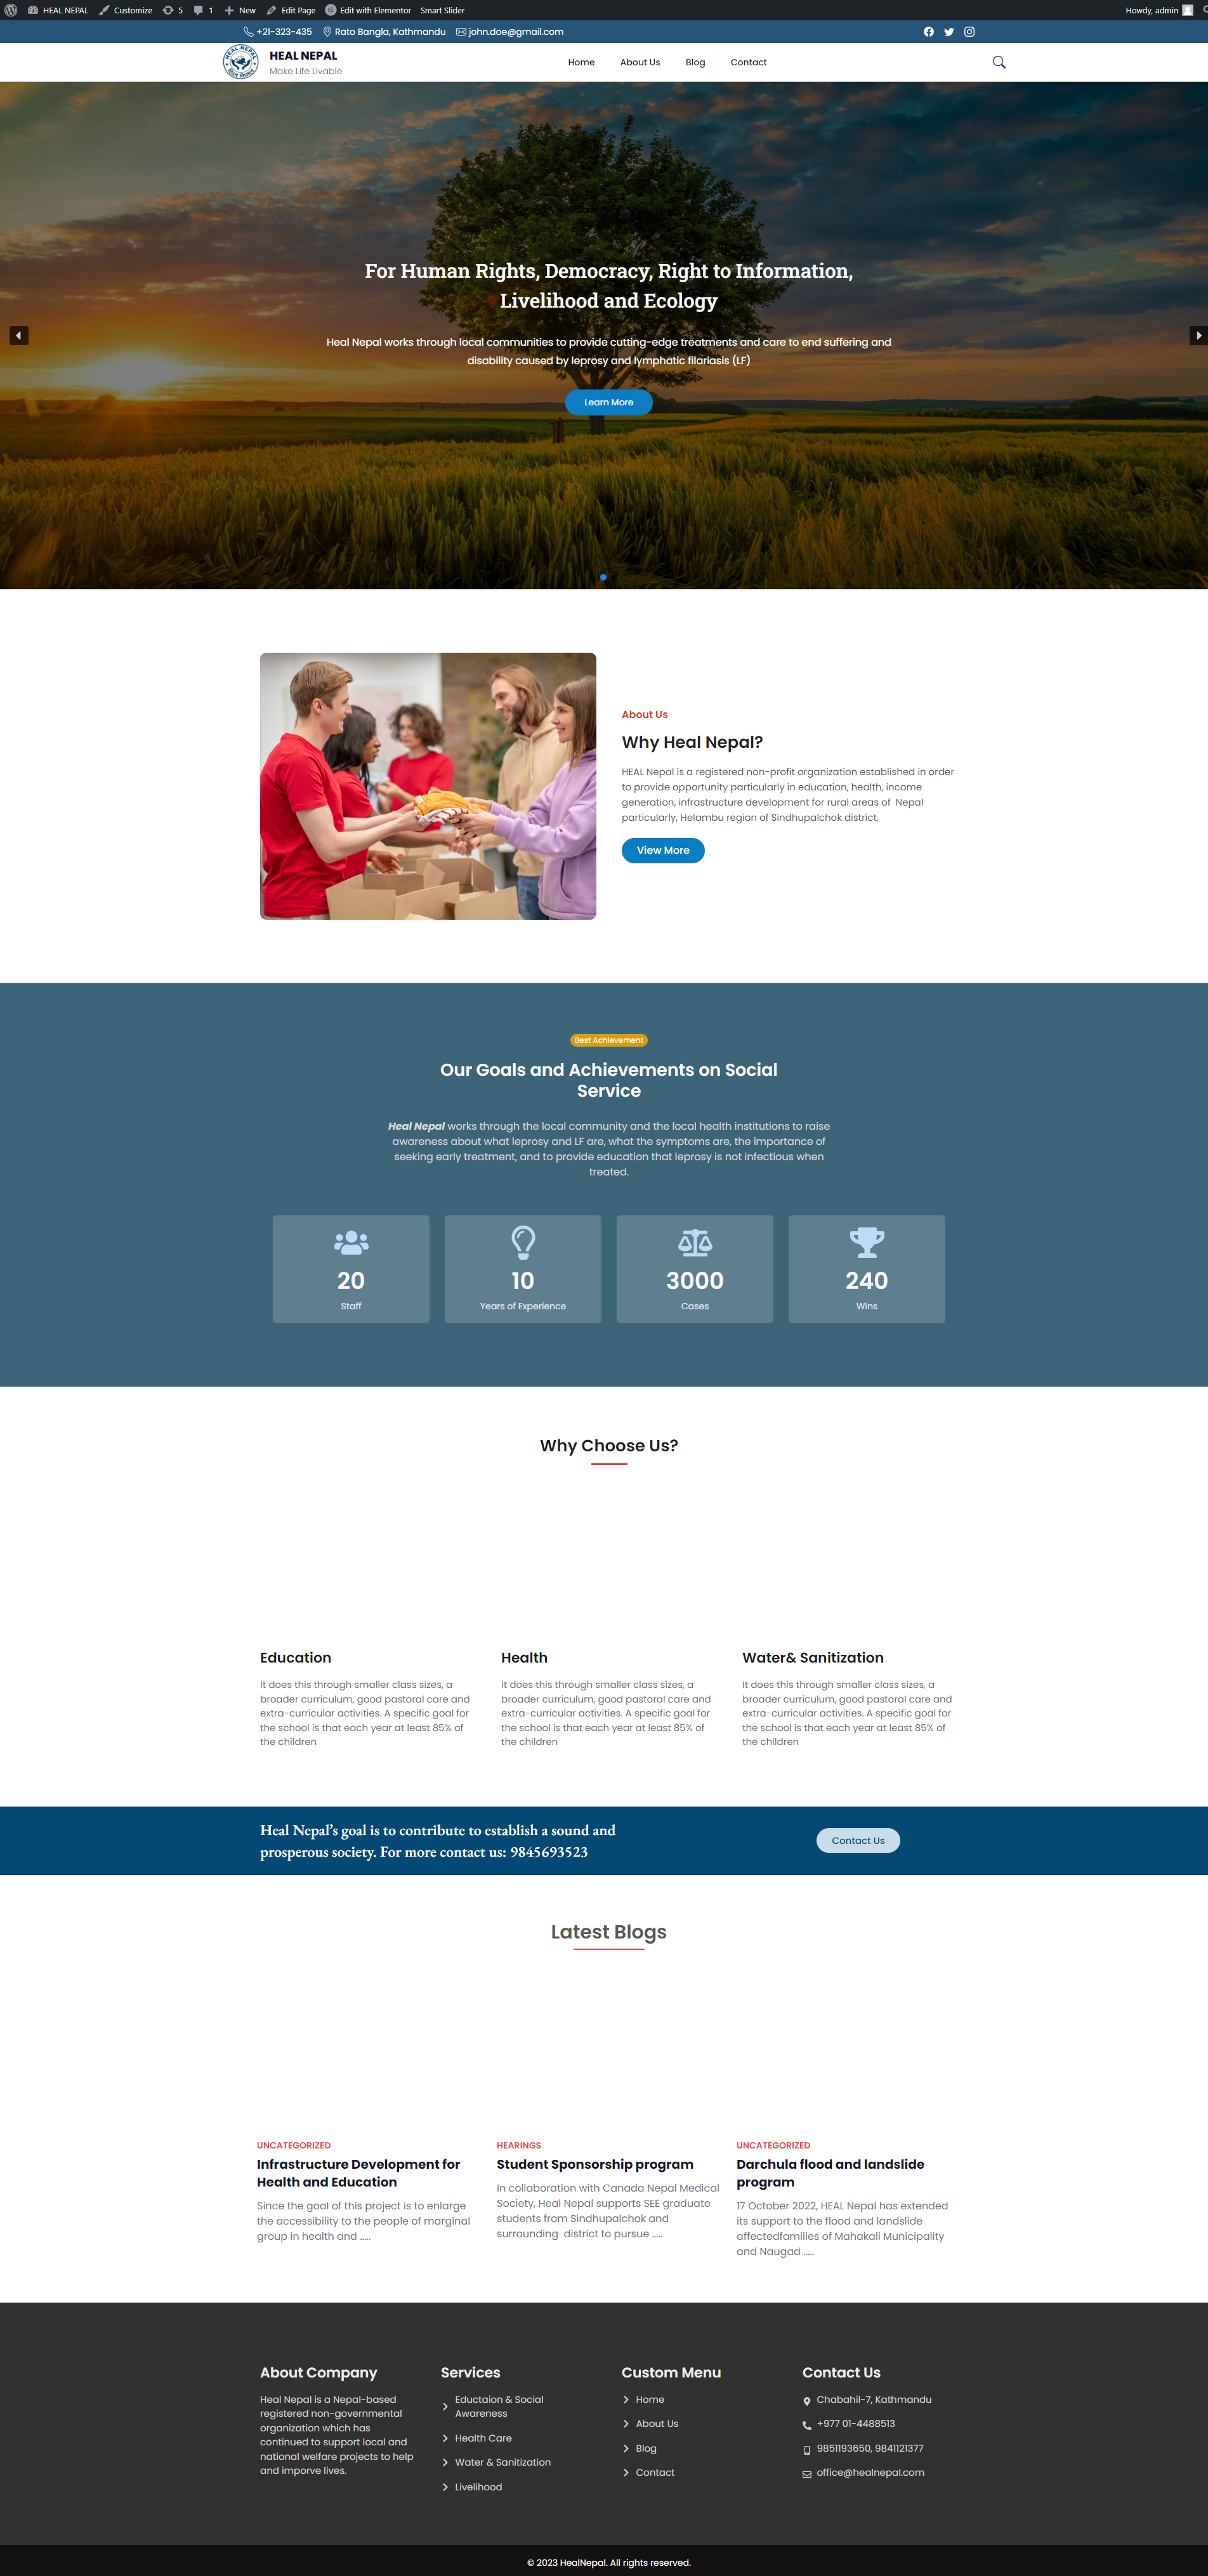 HEAL NEPAL Customize 5 1 New Edit Page Edit with Elementor Smart Slider Howdy, admin
+21-323-435 Rato Bangla, Kathmandu john.doe@gmail.com
HEAL NEPAL
Make Life Livable
Home About Us Blog Contact
For Human Rights, Democracy, Right to Information,
Livelihood and Ecology
Heal Nepal works through local communities to provide cutting-edge treatments and care to end suffering and
disability caused by leprosy and lymphatic filariasis (LF)
Learn More
About Us
Why Heal Nepal?
HEAL Nepal is a registered non-profit organization established in order
to provide opportunity particularly in education, health, income
generation, infrastructure development for rural areas of Nepal
particularly, Helambu region of Sindhupalchok district.
View More
Best Achievement
Our Goals and Achievements on Social
Service
Heal Nepal works through the local community and the local health institutions to raise
awareness about what leprosy and LF are, what the symptoms are, the importance of
seeking early treatment, and to provide education that leprosy is not infectious when
treated.
20
Staff
10
Years of Experience
3000
Cases
240
Wins
Why Choose Us?
Education
It does this through smaller class sizes, a
broader curriculum, good pastoral care and
extra-curricular activities. A specific goal for
the school is that each year at least 85% of
the children
Health
It does this through smaller class sizes, a
broader curriculum, good pastoral care and
extra-curricular activities. A specific goal for
the school is that each year at least 85% of
the children
Water& Sanitization
It does this through smaller class sizes, a
broader curriculum, good pastoral care and
extra-curricular activities. A specific goal for
the school is that each year at least 85% of
the children
Heal Nepal's goal is to contribute to establish a sound and
prosperous society. For more contact us: 9845693523
Contact Us
Latest Blogs
UNCATEGORIZED
Infrastructure Development for
Health and Education
Since the goal of this project is to enlarge
the accessibility to the people of marginal
group in health and .....
HEARINGS
Student Sponsorship program
In collaboration with Canada Nepal Medical
Society, Heal Nepal supports SEE graduate
students from Sindhupalchok and
surrounding district to pursue .....
UNCATEGORIZED
Darchula flood and landslide
program
17 October 2022, HEAL Nepal has extended
its support to the flood and landslide
affectedfamilies of Mahakali Municipality
and Naugad .....
About Company
Heal Nepal is a Nepal-based
registered non-governmental
organization which has
continued to support local and
national welfare projects to help
and imporve lives.
Services
Eductaion & Social
Awareness
Health Care
Water & Sanitization
Livelihood
Custom Menu
Home
About Us
Blog
Contact
Contact Us
Chabahil-7, Kathmandu
+977 01-4488513
9851193650, 9841121377
office@healnepal.com
© 2023 HealNepal. All rights reserved.